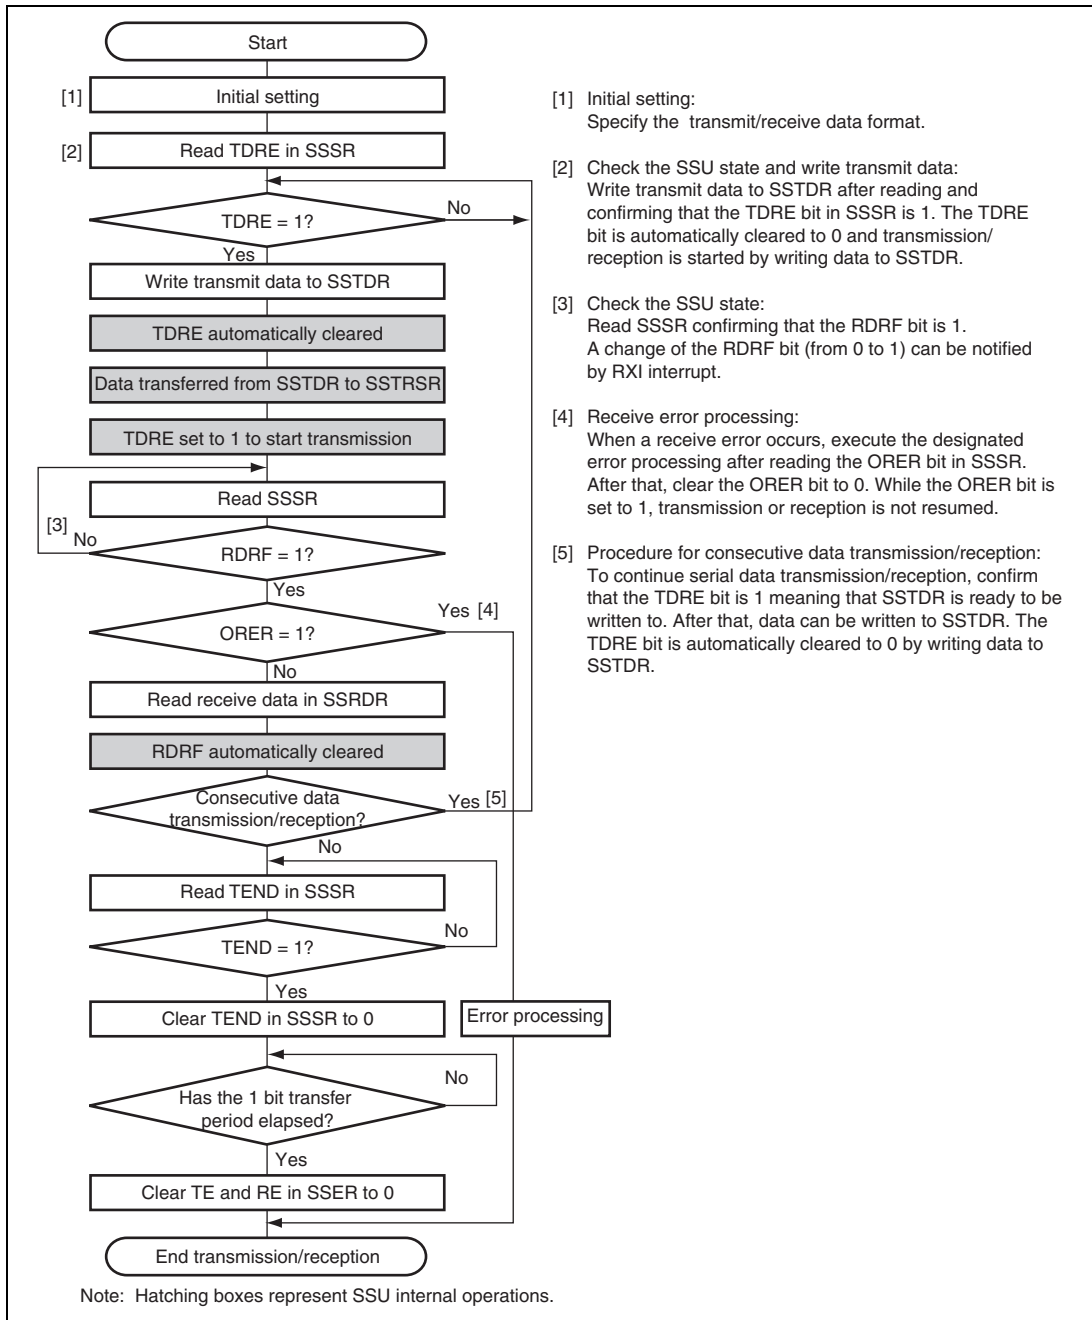 Start
[1] Initial setting
[2] Read TDRE in SSSR
TDRE = 1?
No
Yes
Write transmit data to SSTDR
TDRE automatically cleared
Data transferred from SSTDR to SSTRSR
TDRE set to 1 to start transmission
Read SSSR
[3]
No
RDRF = 1?
Yes
Yes [4]
ORER = 1?
No
Read receive data in SSRDR
RDRF automatically cleared
Consecutive data
transmission/reception?
Yes [5]
No
Read TEND in SSSR
No
TEND = 1?
Yes
Clear TEND in SSSR to 0
Error processing
No
Has the 1 bit transfer
period elapsed?
Yes
Clear TE and RE in SSER to 0
End transmission/reception
[1] Initial setting:
Specify the transmit/receive data format.
[2] Check the SSU state and write transmit data:
Write transmit data to SSTDR after reading and
confirming that the TDRE bit in SSSR is 1. The TDRE
bit is automatically cleared to 0 and transmission/
reception is started by writing data to SSTDR.
[3] Check the SSU state:
Read SSSR confirming that the RDRF bit is 1.
A change of the RDRF bit (from 0 to 1) can be notified
by RXI interrupt.
[4] Receive error processing:
When a receive error occurs, execute the designated
error processing after reading the ORER bit in SSSR.
After that, clear the ORER bit to 0. While the ORER bit is
set to 1, transmission or reception is not resumed.
[5] Procedure for consecutive data transmission/reception:
To continue serial data transmission/reception, confirm
that the TDRE bit is 1 meaning that SSTDR is ready to be
written to. After that, data can be written to SSTDR. The
TDRE bit is automatically cleared to 0 by writing data to
SSTDR.
Note: Hatching boxes represent SSU internal operations.